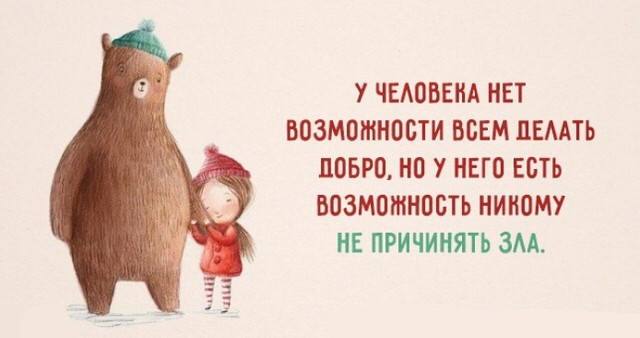 У ЧЕЛОВЕКА НЕТ
ВОЗМОЖНОСТИ ВСЕМ ДЕЛАТЬ
ДОБРО, НО У НЕГО ЕСТЬ
ВОЗМОЖНОСТЬ НИКОМУ
НЕ ПРИЧИНЯТЬ ЗЛА.